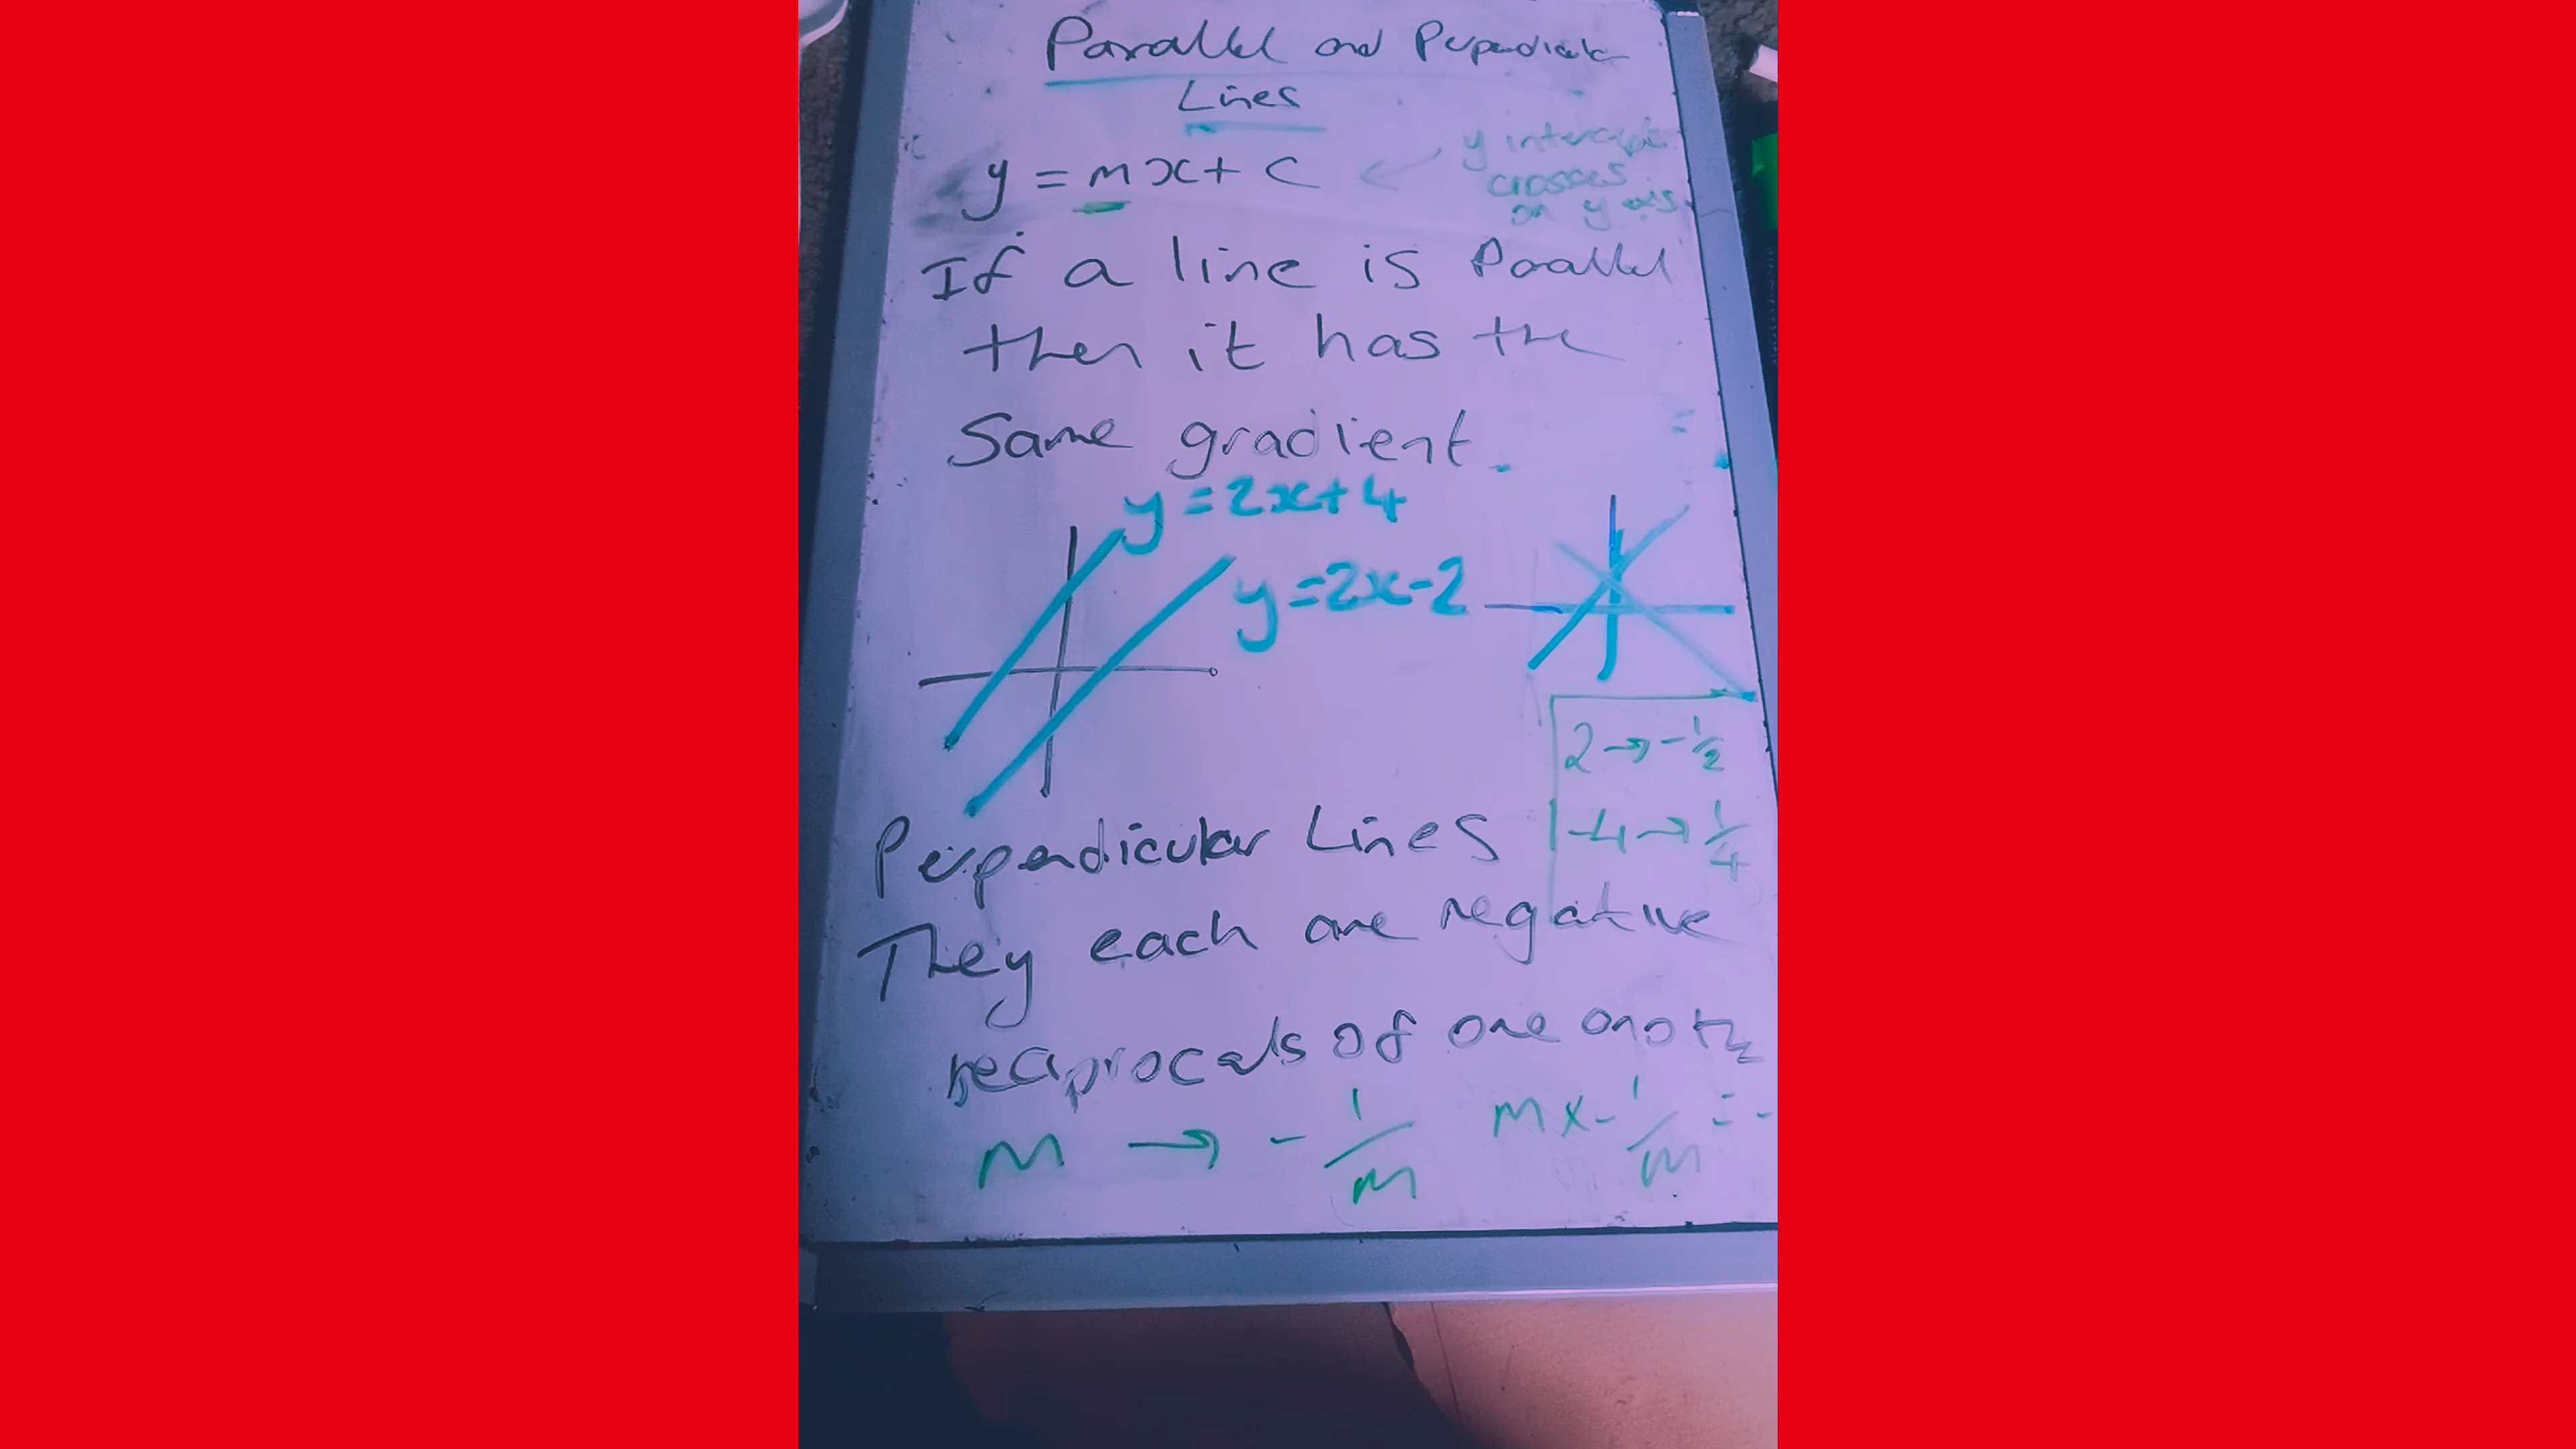 Parallel and Perpendicular
Lines
y = mx + c
y intercept
crosses
on y axis
If a line is Parallel
then it has the
Same gradient.
y = 2x + 4
y = 2x - 2
2 → -1/2
-4 → 1/4
Perpendicular Lines
They each are negative
reciprocals of one anoth
m → - 1/m
m x - 1/m = -